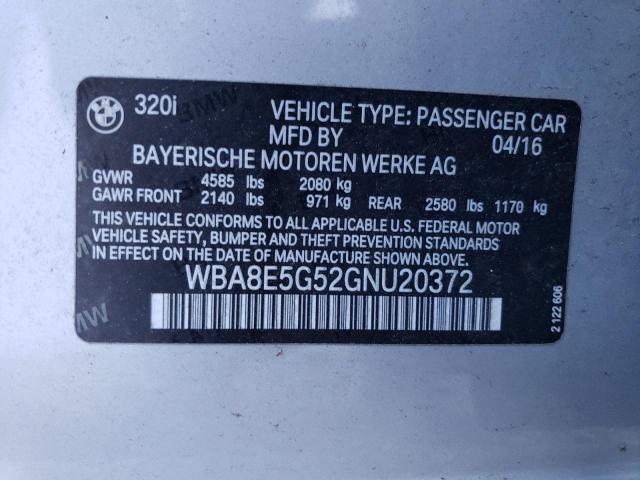 BMW 320i VEHICLE TYPE: PASSENGER CAR
MFD BY 04/16
BAYERISCHE MOTOREN WERKE AG
GVWR 4585 lbs 2080 kg
GAWR FRONT 2140 lbs 971 kg REAR 2580 lbs 1170 kg
THIS VEHICLE CONFORMS TO ALL APPLICABLE U.S. FEDERAL MOTOR
VEHICLE SAFETY, BUMPER AND THEFT PREVENTION STANDARDS
IN EFFECT ON THE DATE OF MANUFACTURE SHOWN ABOVE.
WBA8E5G52GNU20372
2 122 606